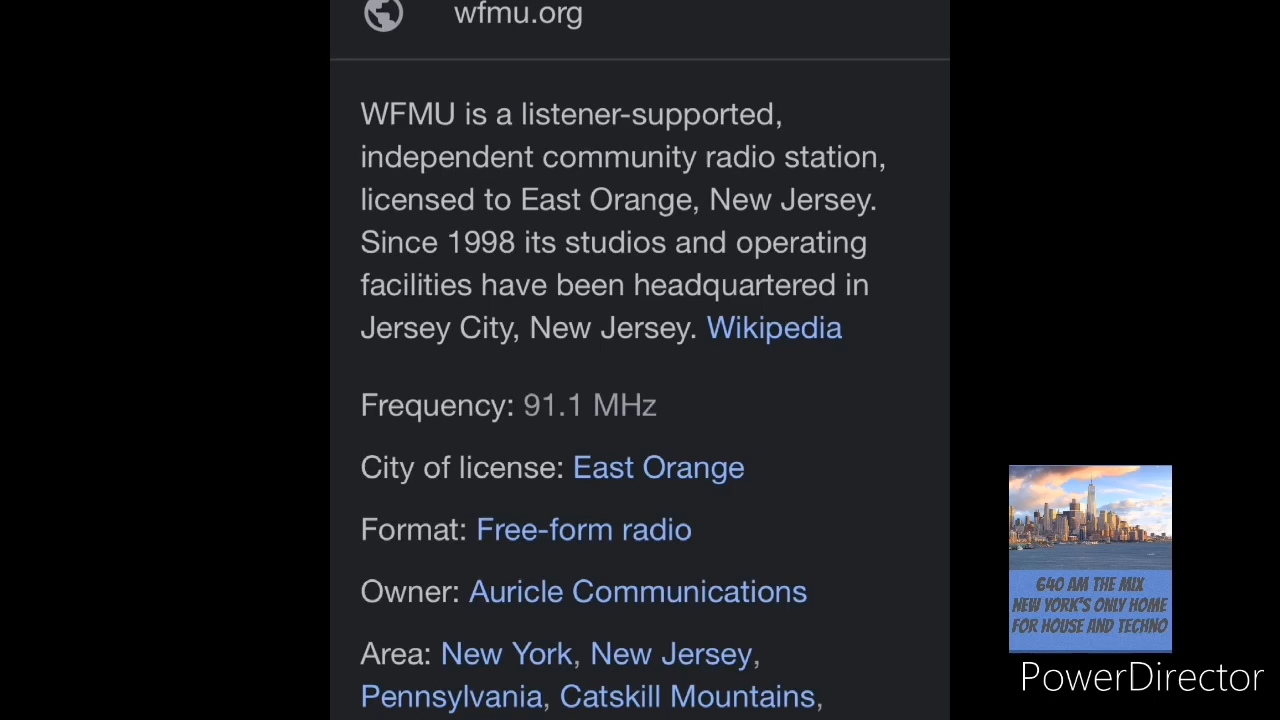 wfmu.org
WFMU is a listener-supported,
independent community radio station,
licensed to East Orange, New Jersey.
Since 1998 its studios and operating
facilities have been headquartered in
Jersey City, New Jersey. Wikipedia
Frequency: 91.1 MHz
City of license: East Orange
Format: Free-form radio
Owner: Auricle Communications
Area: New York, New Jersey,
Pennsylvania, Catskill Mountains,
640 AM THE MIX
NEW YORK'S ONLY HOME
FOR HOUSE AND TECHNO
PowerDirector